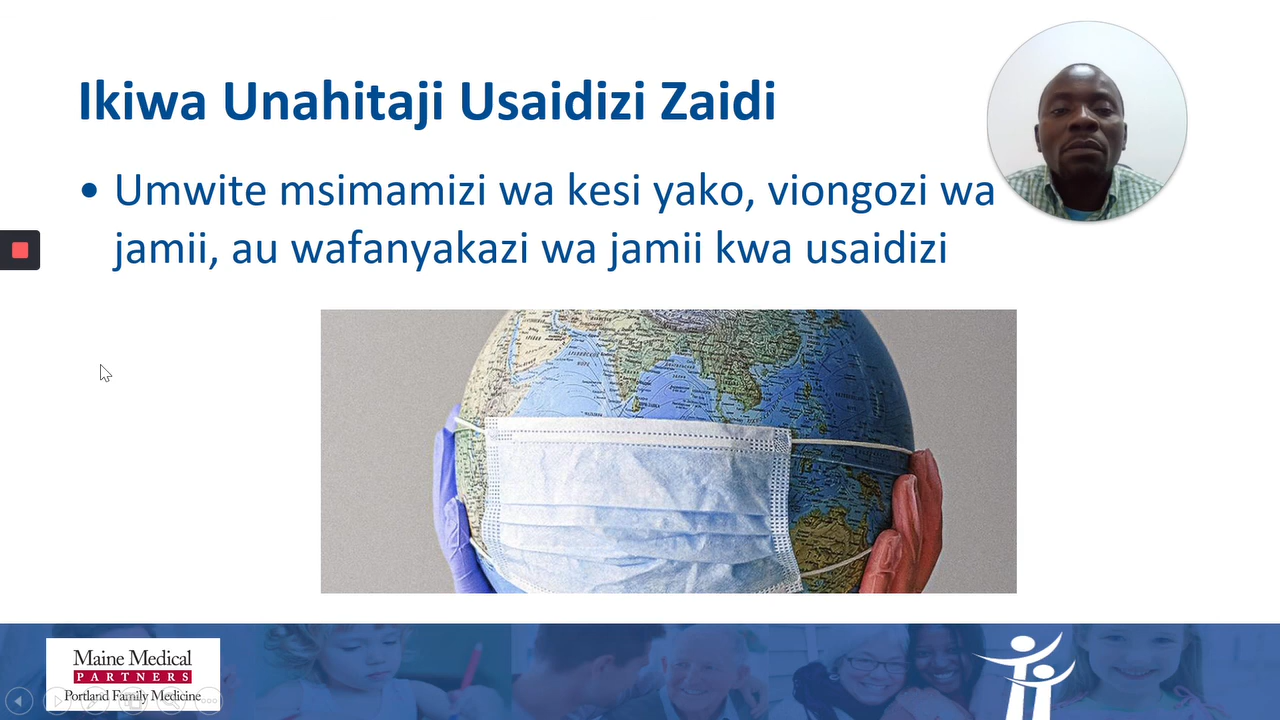 Ikiwa Unahitaji Usaidizi Zaidi
• Umwite msimamizi wa kesi yako, viongozi wa
jamii, au wafanyakazi wa jamii kwa usaidizi
Maine Medical
PARTNERS
Portland Family Medicine